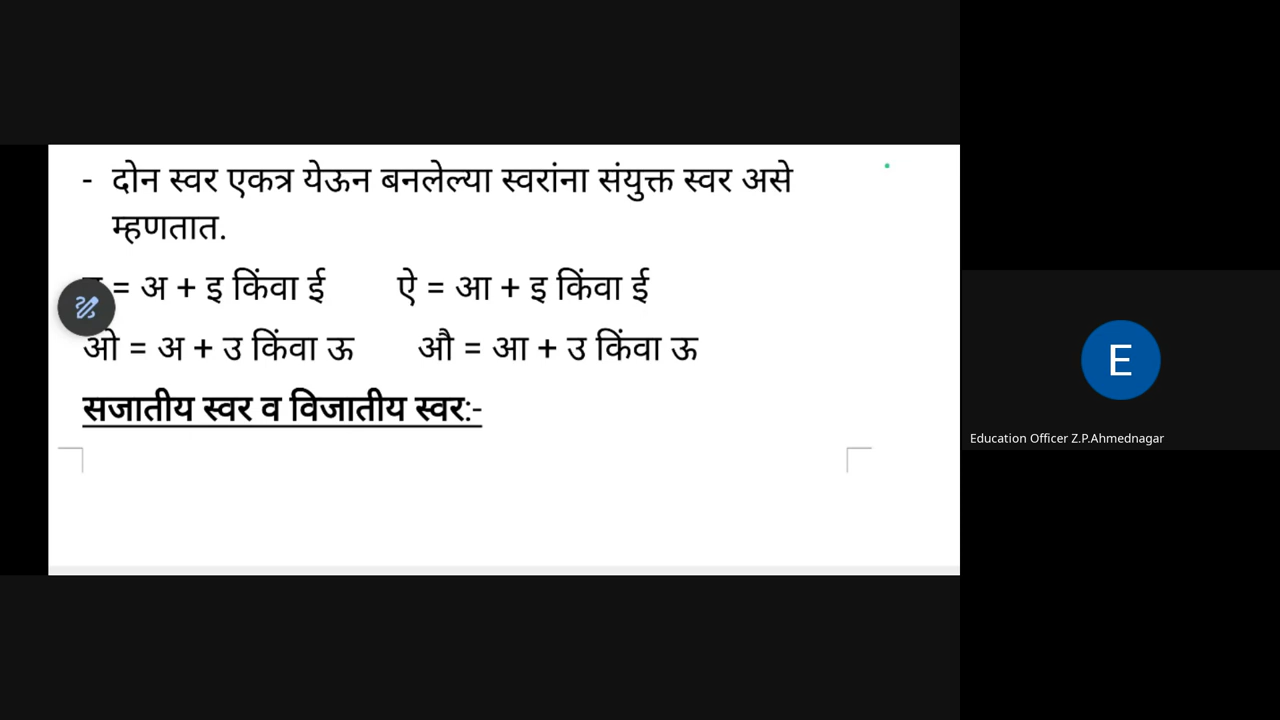 - दोन स्वर एकत्र येऊन बनलेल्या स्वरांना संयुक्त स्वर असे
म्हणतात.
= अ + इ किंवा ई ऐ = आ + इ किंवा ई
ओ = अ + उ किंवा ऊ औ = आ + उ किंवा ऊ
सजातीय स्वर व विजातीय स्वर:-
E
Education Officer Z.P.Ahmednagar